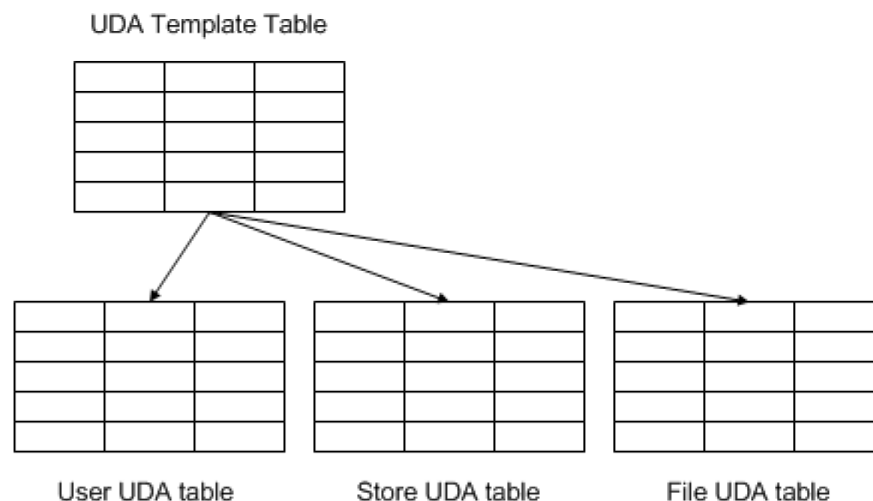 UDA Template Table
User UDA table
Store UDA table
File UDA table